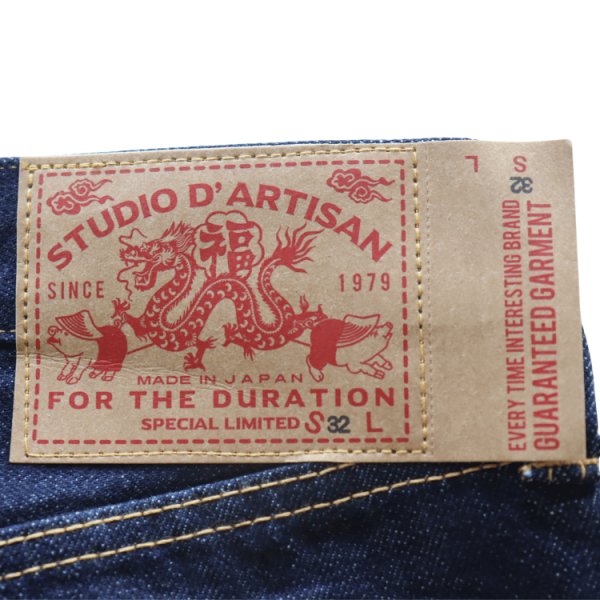 STUDIO D'ARTISAN
福
SINCE 1979
MADE IN JAPAN
FOR THE DURATION
SPECIAL LIMITED S 32 L
S 32 L
EVERY TIME INTERESTING BRAND
GUARANTEED GARMENT